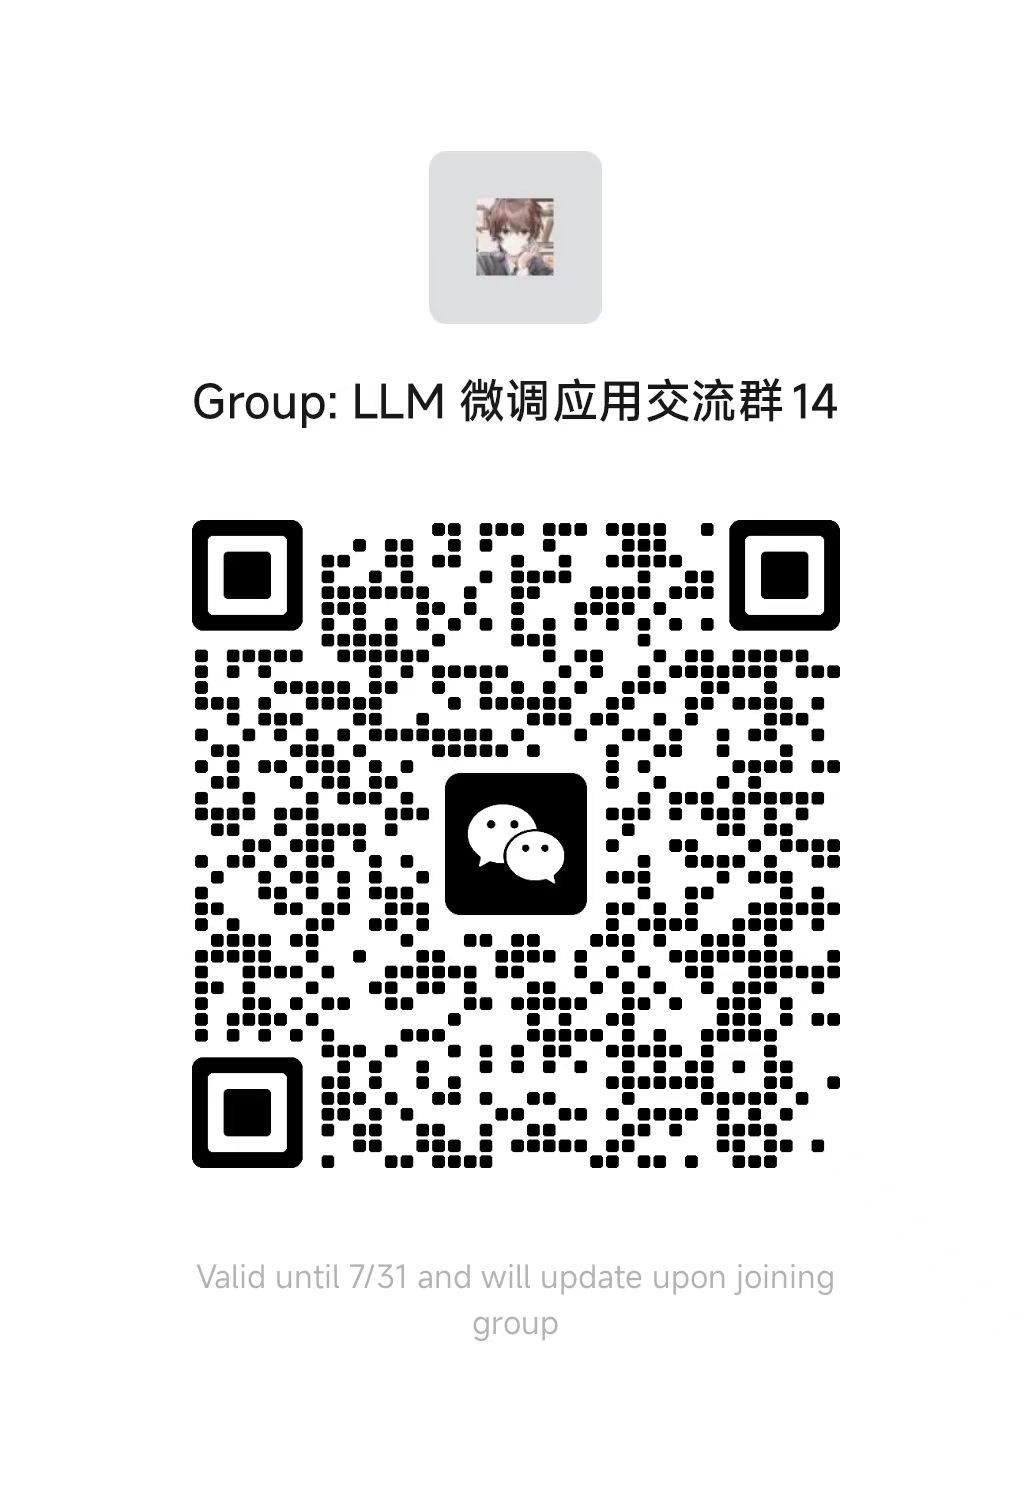 Group: LLM 微调应用交流群14
Valid until 7/31 and will update upon joining
group